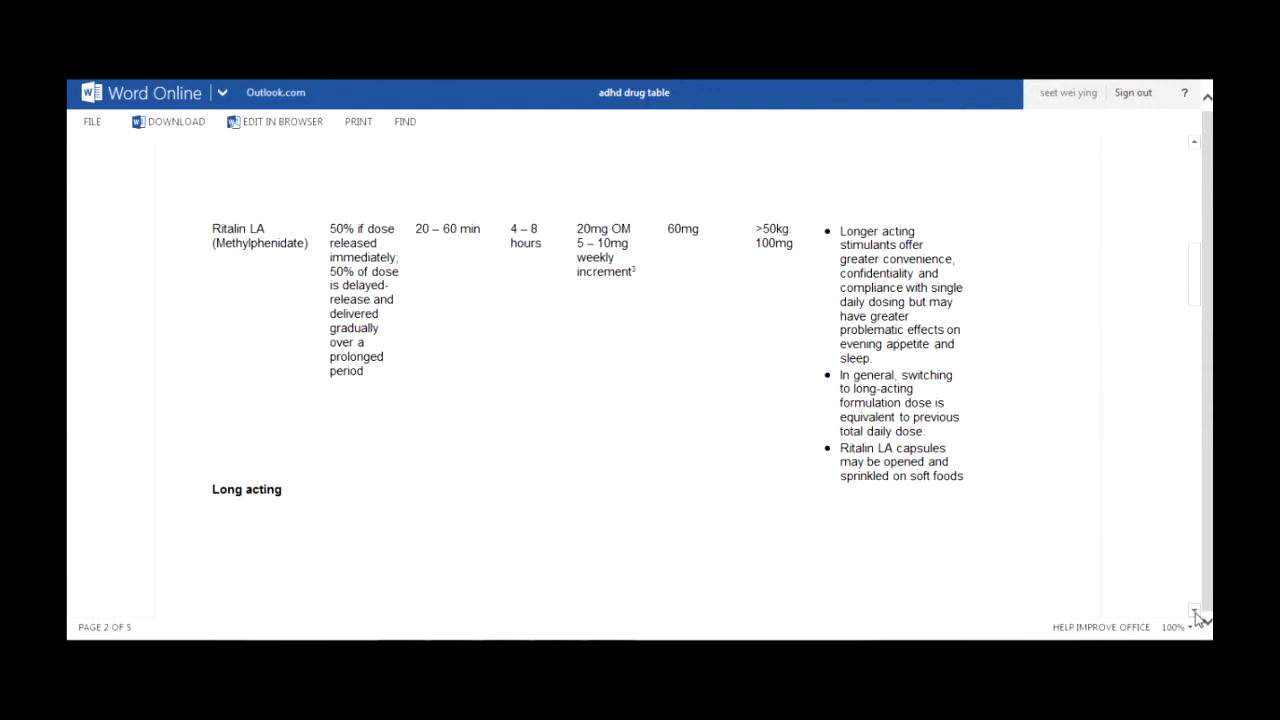 Word Online
Outlook.com
adhd drug table
seet wei ying
Sign out
?
FILE
DOWNLOAD
EDIT IN BROWSER
PRINT
FIND
Ritalin LA
(Methylphenidate)
50% if dose
released
immediately;
50% of dose
is delayed-
release and
delivered
gradually
over a
prolonged
period
20 – 60 min
4 – 8
hours
20mg OM
5 – 10mg
weekly
increment³
60mg
>50kg:
100mg
● Longer acting
stimulants offer
greater convenience,
confidentiality and
compliance with single
daily dosing but may
have greater
problematic effects on
evening appetite and
sleep.
● In general, switching
to long-acting
formulation dose is
equivalent to previous
total daily dose.
● Ritalin LA capsules
may be opened and
sprinkled on soft foods
Long acting
PAGE 2 OF 5
HELP IMPROVE OFFICE
100%